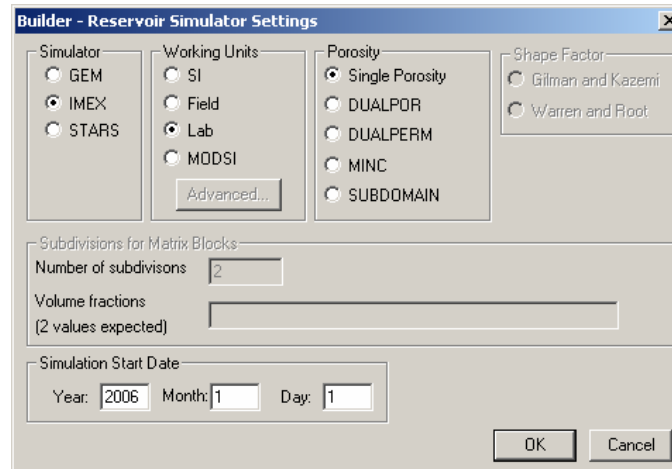 Builder - Reservoir Simulator Settings
Simulator
GEM
IMEX
STARS
Working Units
SI
Field
Lab
MODSI
Advanced...
Porosity
Single Porosity
DUALPOR
DUALPERM
MINC
SUBDOMAIN
Shape Factor
Gilman and Kazemi
Warren and Root
Subdivisions for Matrix Blocks
Number of subdivisons 2
Volume fractions
(2 values expected)
Simulation Start Date
Year: 2006 Month: 1 Day: 1
OK Cancel